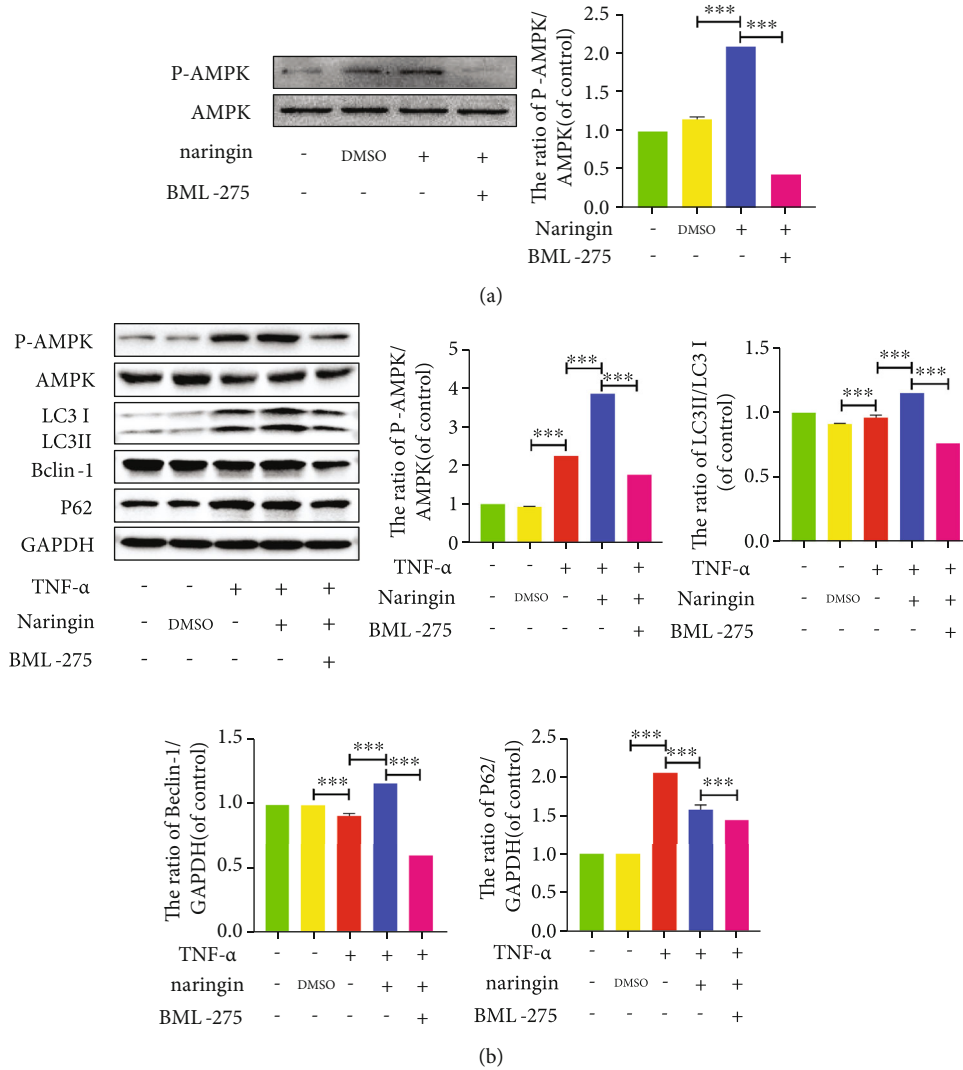 P-AMPK
AMPK
naringin - DMSO + +
BML -275 - - - +
The ratio of P -AMPK/
AMPK(of control)
2.5
2.0
1.5
1.0
0.5
0.0
*** ***
Naringin - DMSO + +
BML -275 - - - +
(a)
P-AMPK
AMPK
LC3 I
LC3II
Bclin -1
P62
GAPDH
TNF-α - - + + +
Naringin - DMSO - + +
BML -275 - - - - +
The ratio of P-AMPK/
AMPK(of control)
5
4
3
2
1
0
*** *** ***
TNF-α - - + + +
Naringin - DMSO - + +
BML -275 - - - - +
The ratio of LC3II/LC3 I
(of control)
1.5
1.0
0.5
0.0
*** *** ***
TNF-α - - + + +
Naringin - DMSO - + +
BML -275 - - - - +
The ratio of Beclin-1/
GAPDH(of control)
1.5
1.0
0.5
0.0
*** *** ***
TNF-α - - + + +
naringin - DMSO - + +
BML -275 - - - - +
The ratio of P62/
GAPDH(of control)
2.5
2.0
1.5
1.0
0.5
0.0
*** *** ***
TNF-α - - + + +
naringin - DMSO - + +
BML -275 - - - - +
(b)